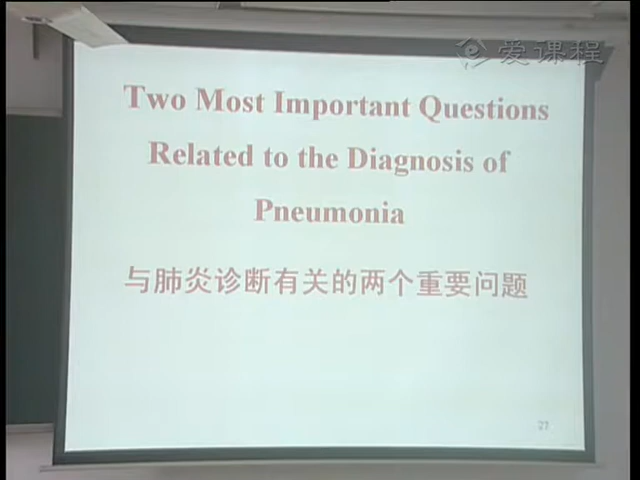 爱课程
Two Most Important Questions
Related to the Diagnosis of
Pneumonia
与肺炎诊断有关的两个重要问题
27